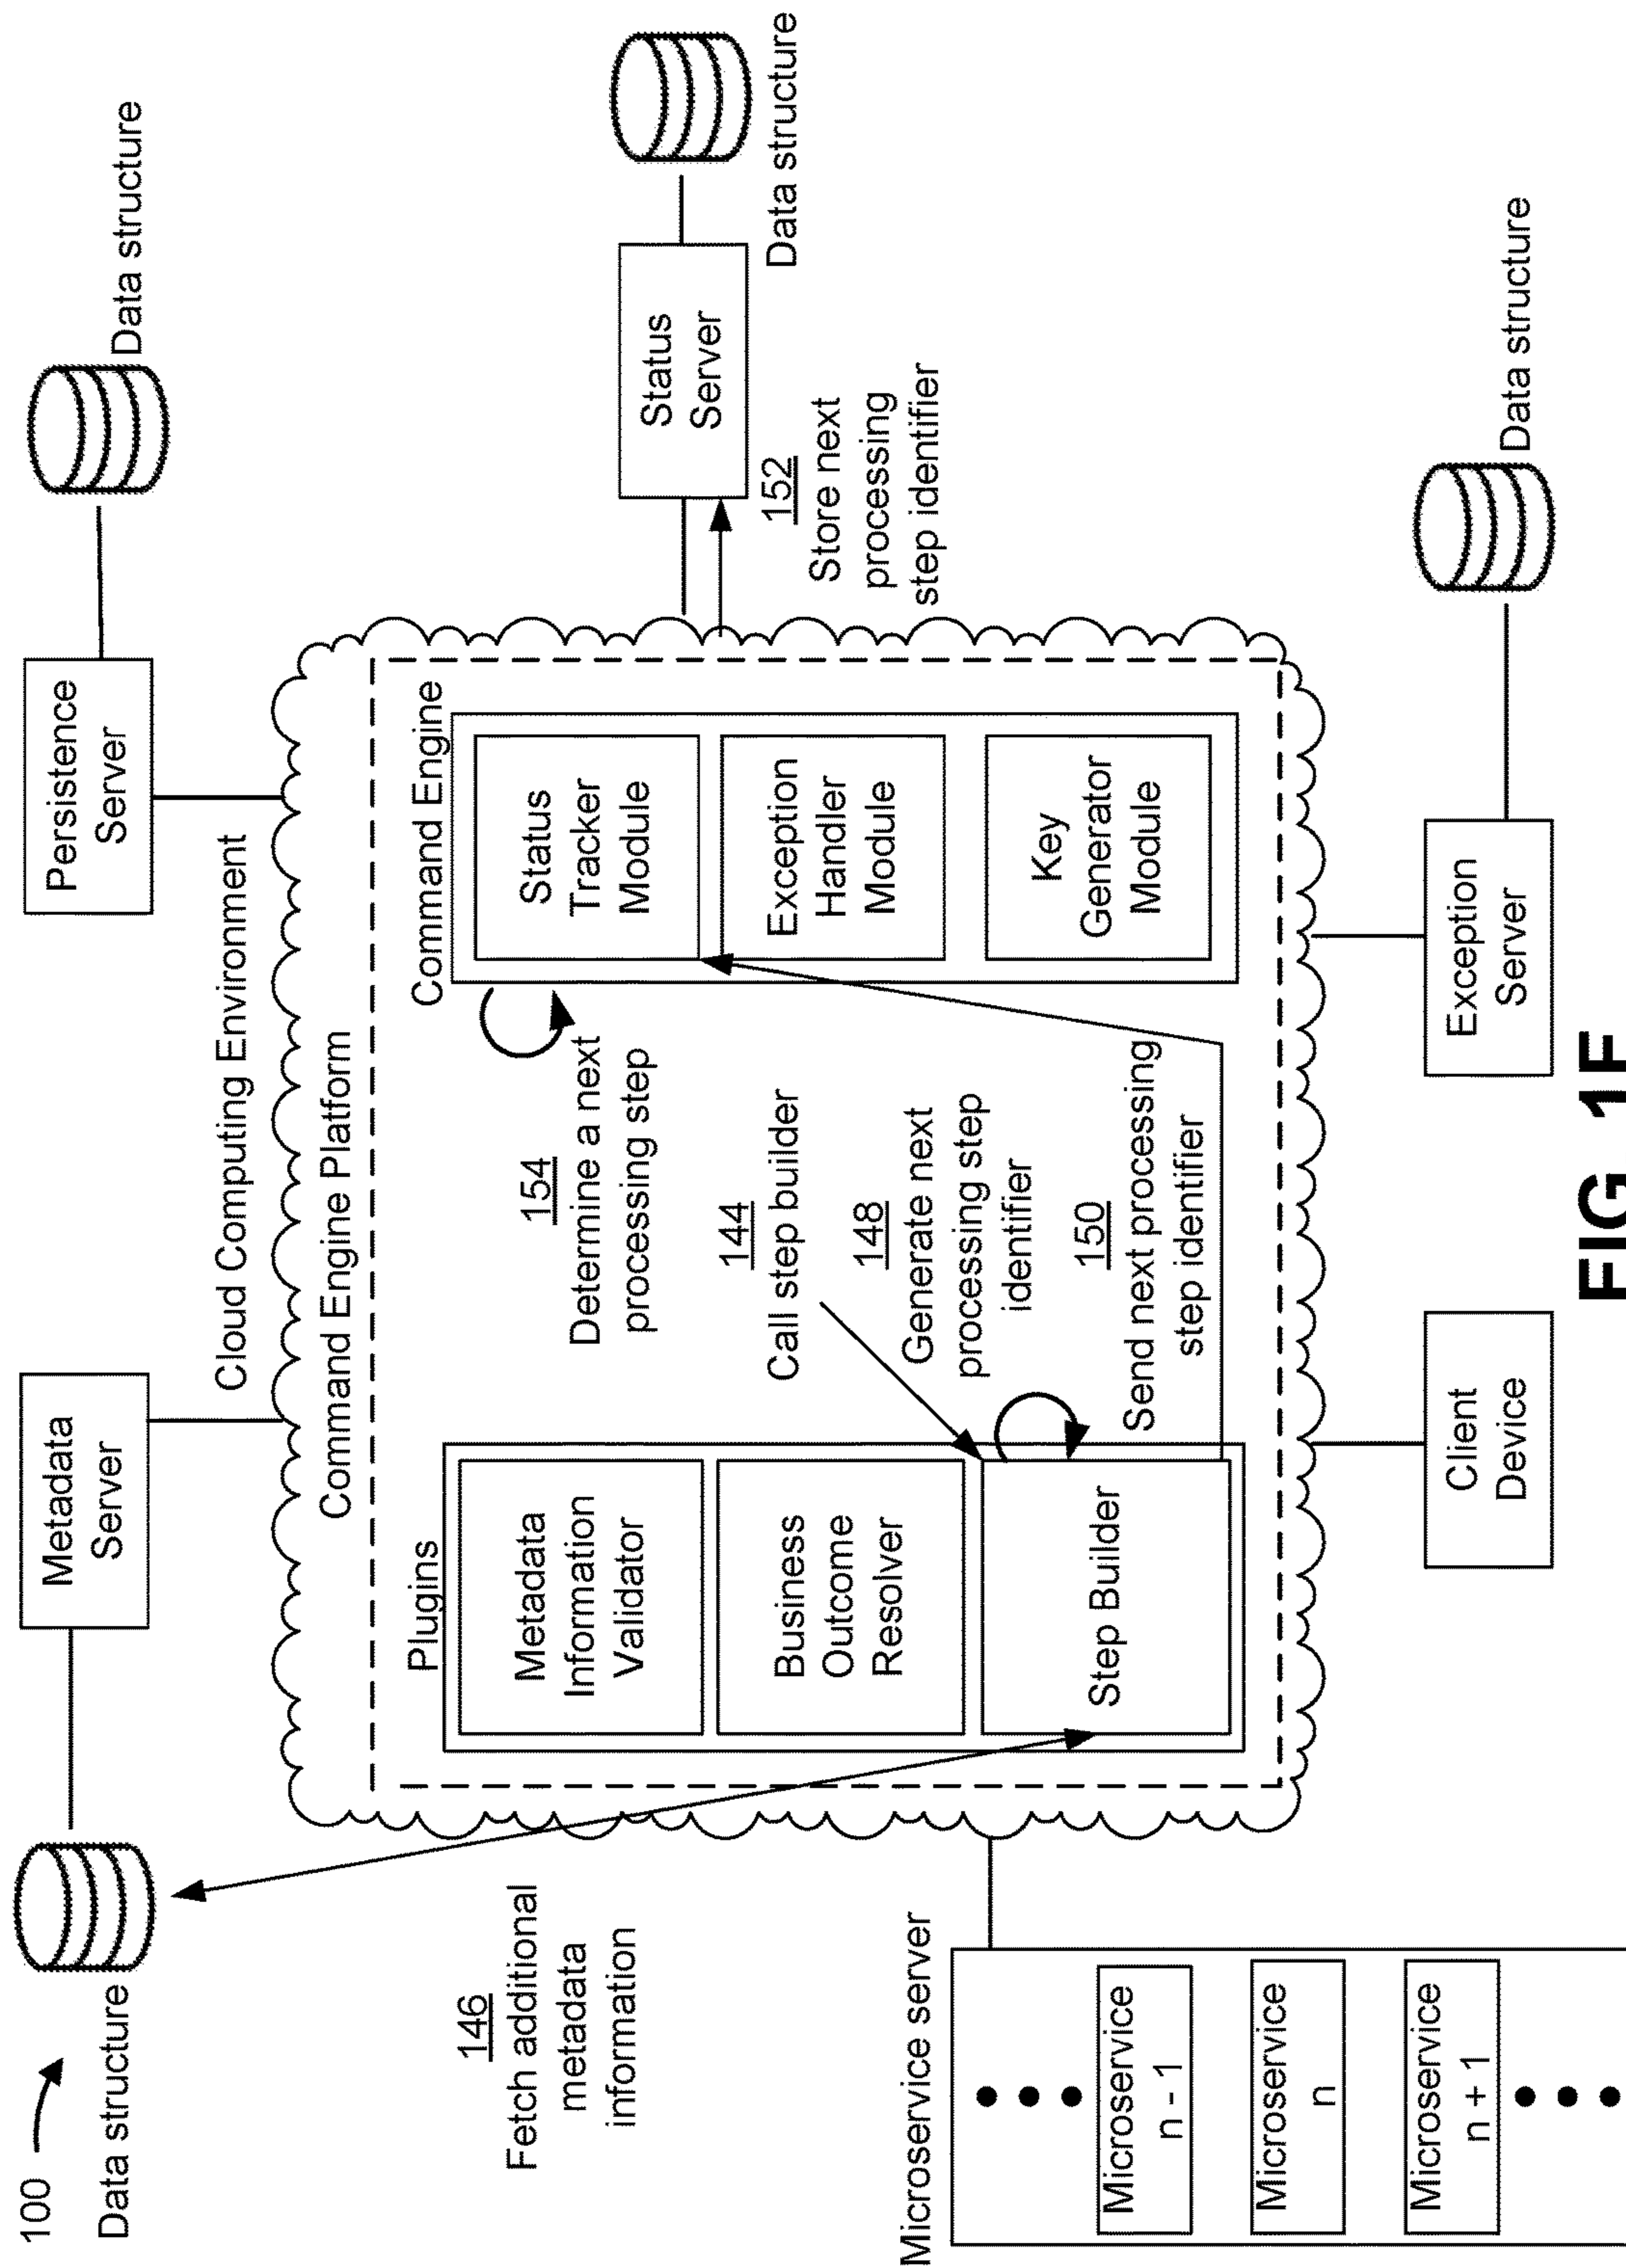 100
Data structure
Metadata
Server
Persistence
Server
Data structure
Cloud Computing Environment
Command Engine Platform
Plugins
Metadata
Information
Validator
Business
Outcome
Resolver
Step Builder
146
Fetch additional
metadata
information
154
Determine a next
processing step
144
Call step builder
148
Generate next
processing step
identifier
150
Send next processing
step identifier
Command Engine
Status
Tracker
Module
Exception
Handler
Module
Key
Generator
Module
Status
Server
Data structure
152
Store next
processing
step identifier
Microservice server
Microservice
n - 1
Microservice
n
Microservice
n + 1
Client
Device
Exception
Server
Data structure